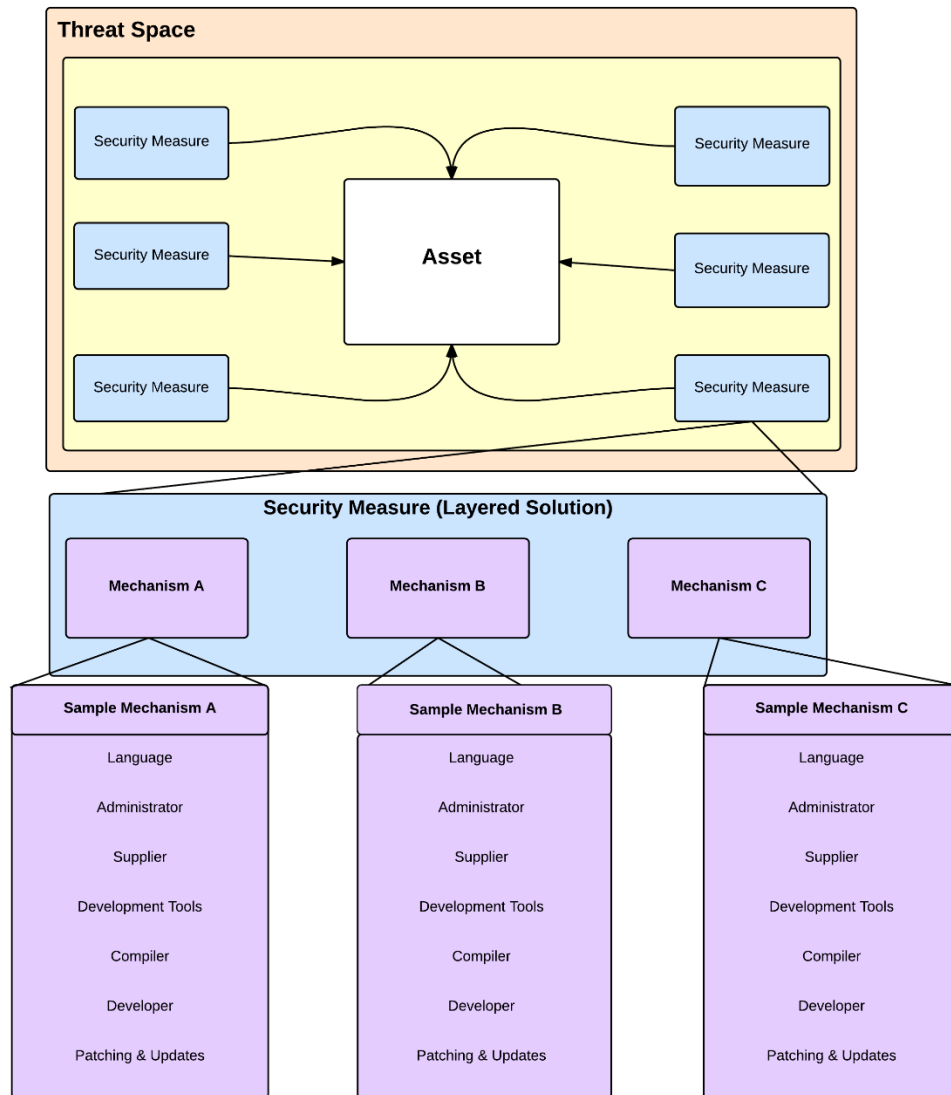 Threat Space
Security Measure
Security Measure
Asset
Security Measure
Security Measure
Security Measure
Security Measure
Security Measure (Layered Solution)
Mechanism A
Mechanism B
Mechanism C
Sample Mechanism A
Language
Administrator
Supplier
Development Tools
Compiler
Developer
Patching & Updates
Sample Mechanism B
Language
Administrator
Supplier
Development Tools
Compiler
Developer
Patching & Updates
Sample Mechanism C
Language
Administrator
Supplier
Development Tools
Compiler
Developer
Patching & Updates